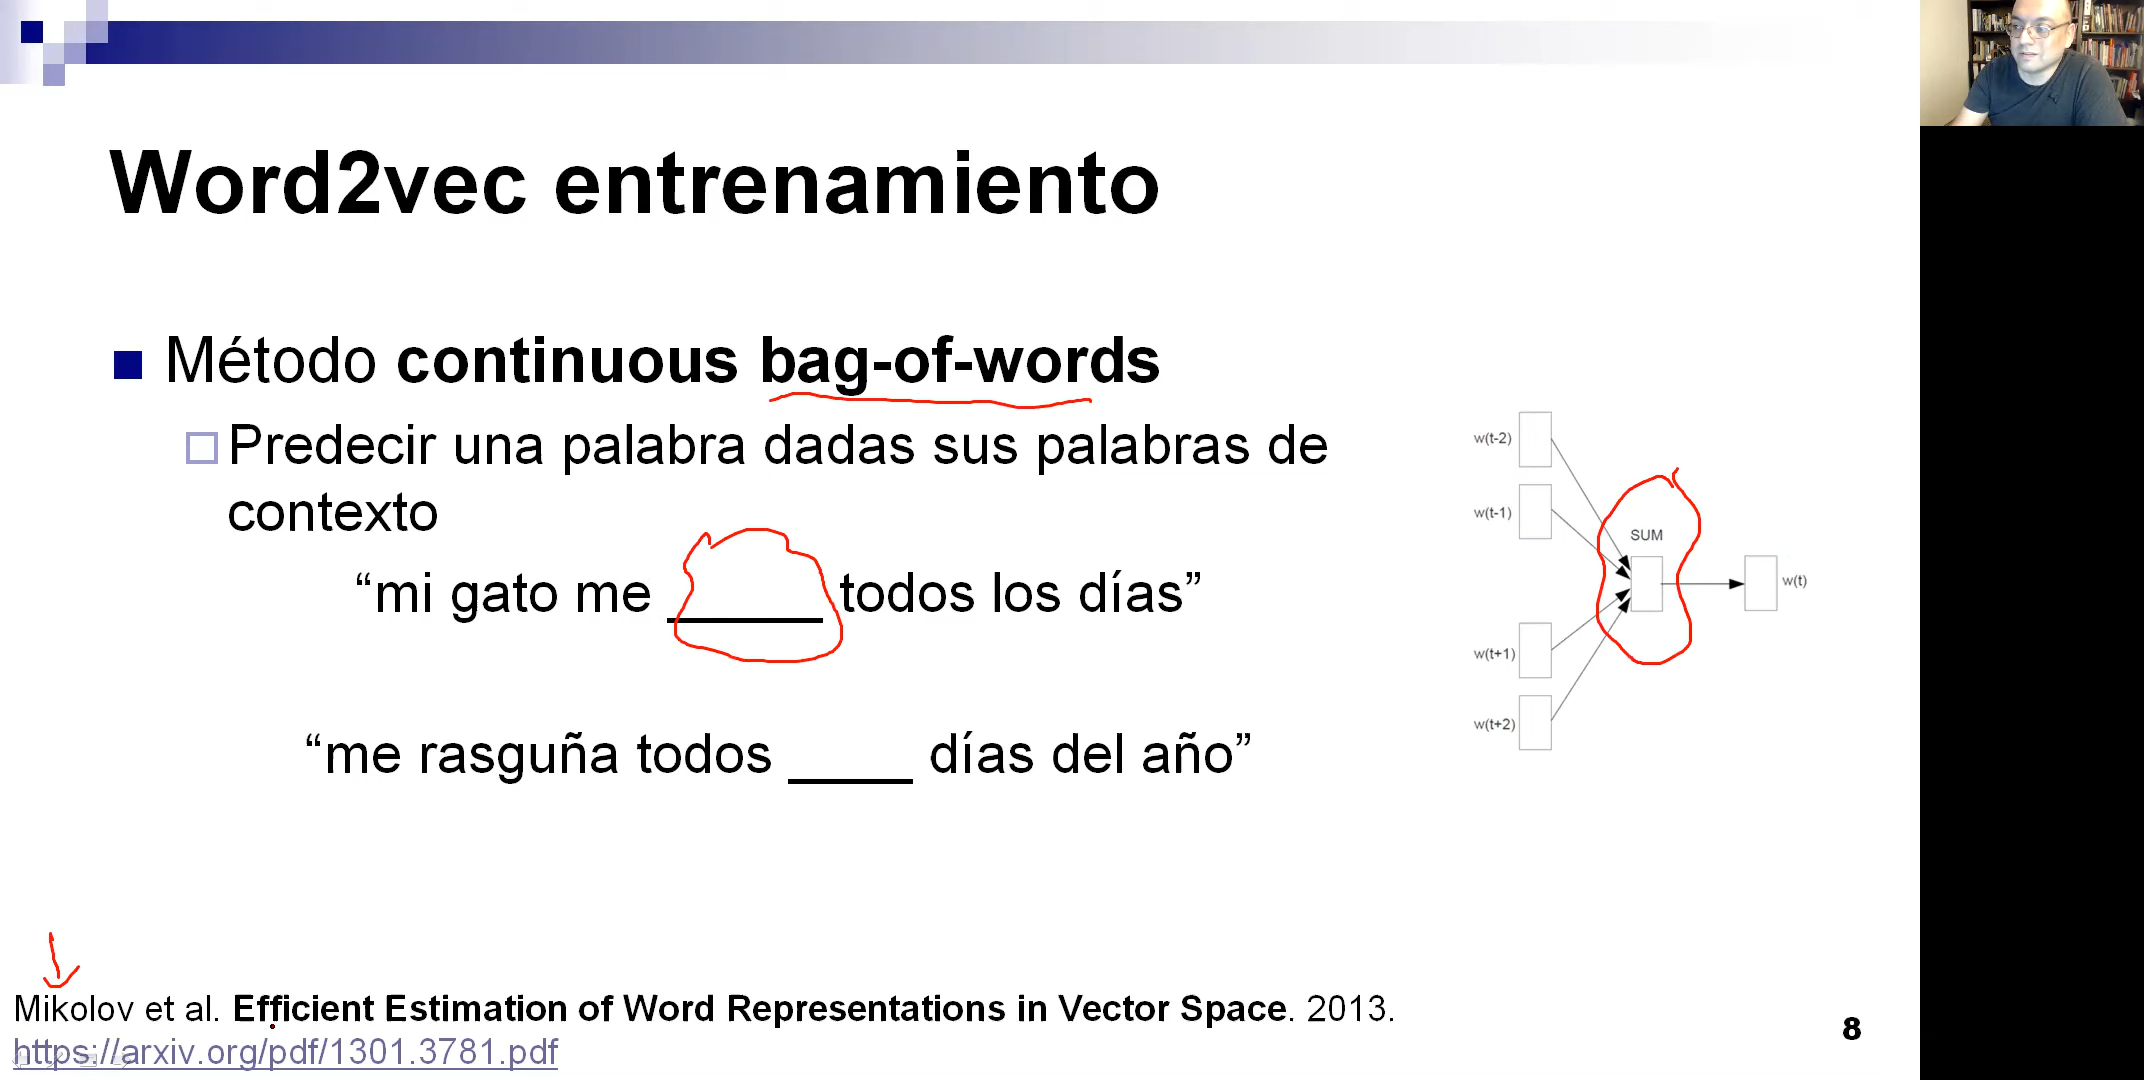 Word2vec entrenamiento
Método continuous bag-of-words
Predecir una palabra dadas sus palabras de
contexto
“mi gato me ______ todos los días”
“me rasguña todos ____ días del año”
w(t-2)
w(t-1)
SUM
w(t)
w(t+1)
w(t+2)
Mikolov et al. Efficient Estimation of Word Representations in Vector Space. 2013.
https://arxiv.org/pdf/1301.3781.pdf
8